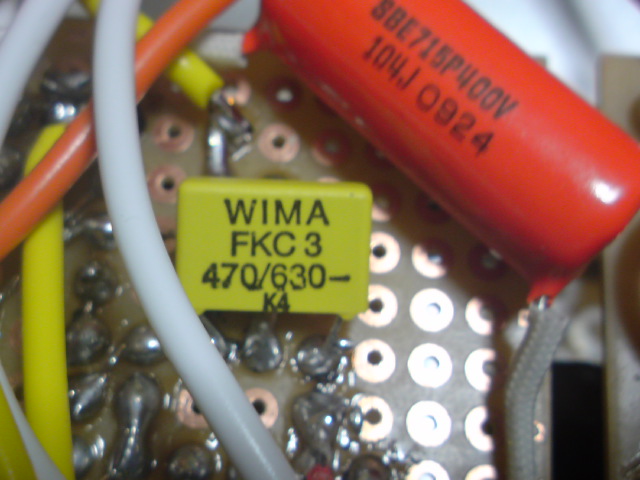 SBE715P400V
104J 0924
WIMA
FKC 3
470/630-
K4